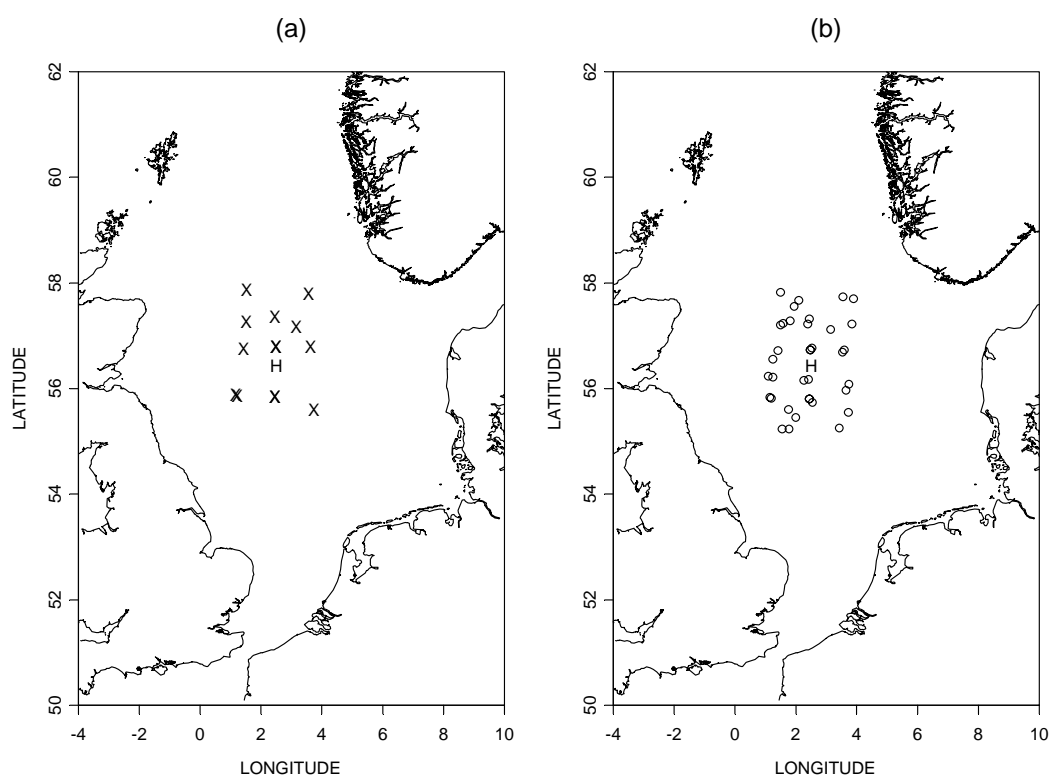 (a)
(b)
LATITUDE
62
60
58
56
54
52
50
X
X
X
X
X
X
X
X
H
X
X
X
-4 -2 0 2 4 6 8 10
LONGITUDE
LATITUDE
62
60
58
56
54
52
50
H
-4 -2 0 2 4 6 8 10
LONGITUDE